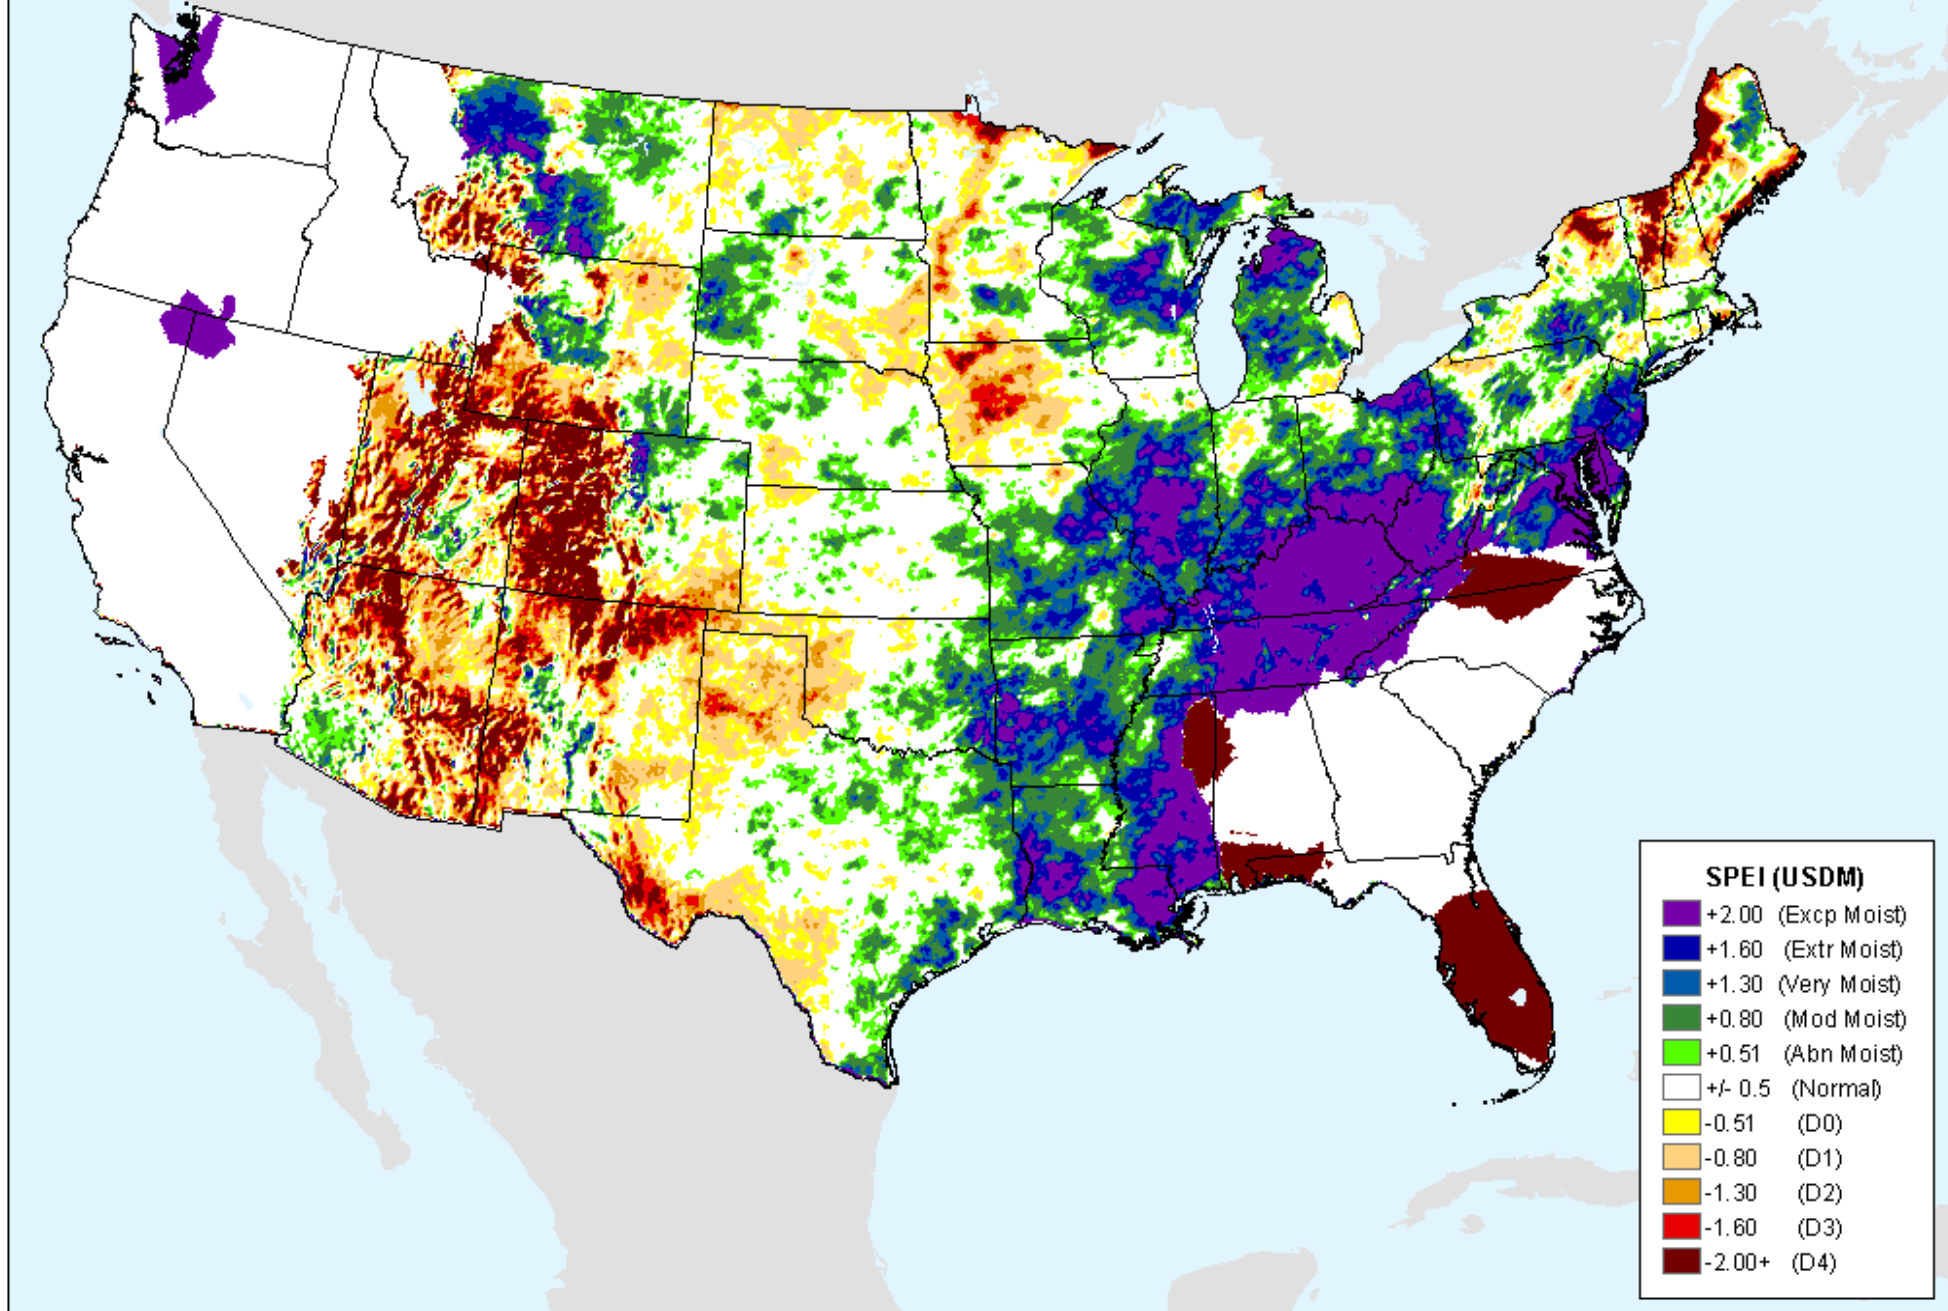 SPEI (USDM)
+2.00 (Excp Moist)
+1.60 (Extr Moist)
+1.30 (Very Moist)
+0.80 (Mod Moist)
+0.51 (Abn Moist)
+/- 0.5 (Normal)
-0.51 (D0)
-0.80 (D1)
-1.30 (D2)
-1.60 (D3)
-2.00+ (D4)